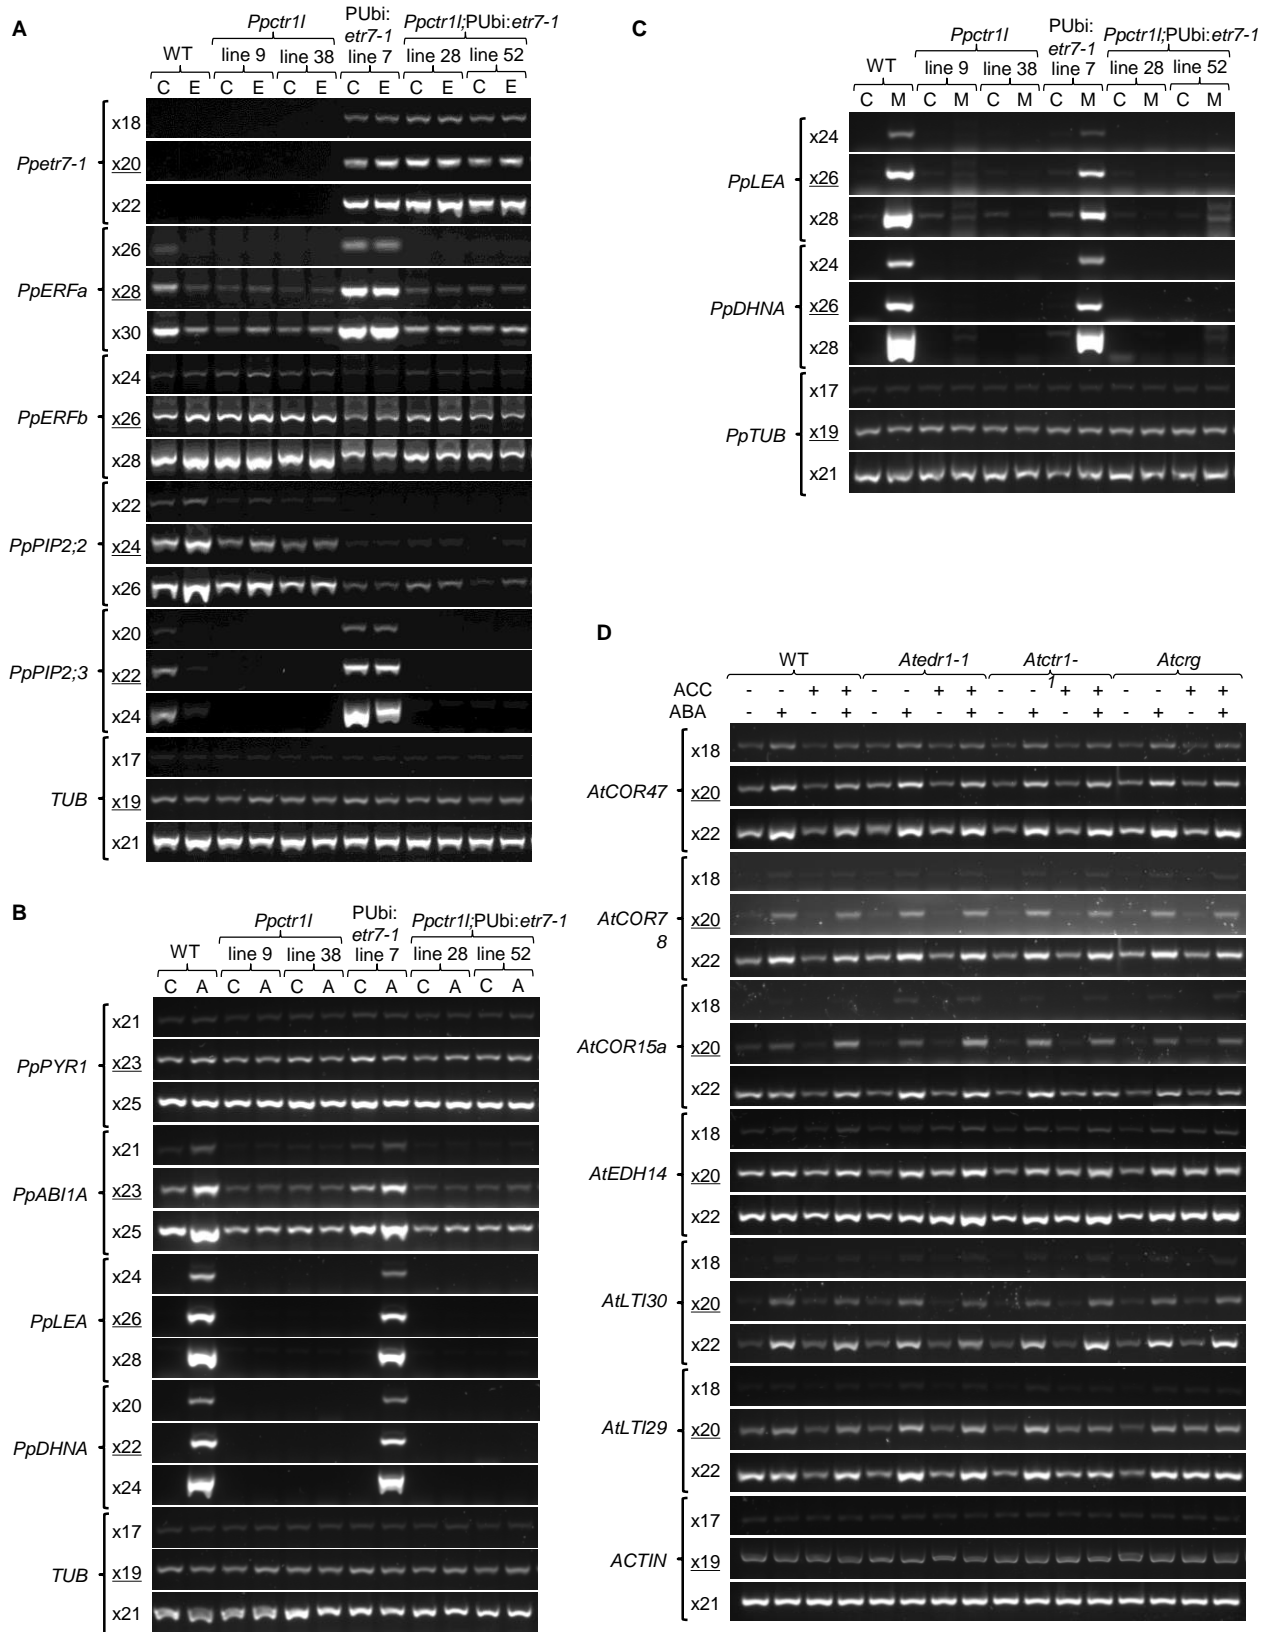 A
WT
Ppctr1l
line 9 line 38
PUbi:
etr7-1
line 7
Ppctr1l;PUbi:etr7-1
line 28 line 52
C E C E C E C E C E C E
Ppetr7-1
x18
x20
x22
PpERFa
x26
x28
x30
PpERFb
x24
x26
x28
PpPIP2;2
x22
x24
x26
PpPIP2;3
x20
x22
x24
TUB
x17
x19
x21
B
WT
Ppctr1l
line 9 line 38
PUbi:
etr7-1
line 7
Ppctr1l;PUbi:etr7-1
line 28 line 52
C A C A C A C A C A C A
PpPYR1
x21
x23
x25
PpABI1A
x21
x23
x25
PpLEA
x24
x26
x28
PpDHNA
x20
x22
x24
TUB
x17
x19
x21
C
WT
Ppctr1l
line 9 line 38
PUbi:
etr7-1
line 7
Ppctr1l;PUbi:etr7-1
line 28 line 52
C M C M C M C M C M C M
PpLEA
x24
x26
x28
PpDHNA
x24
x26
x28
PpTUB
x17
x19
x21
D
WT Atedr1-1 Atctr1-
1
Atcrg
ACC - - + + - - + + - - + + - - + +
ABA - + - + - + - + - + - + - + - +
AtCOR47
x18
x20
x22
AtCOR7
8
x18
x20
x22
AtCOR15a
x18
x20
x22
AtEDH14
x18
x20
x22
AtLTI30
x18
x20
x22
AtLTI29
x18
x20
x22
ACTIN
x17
x19
x21